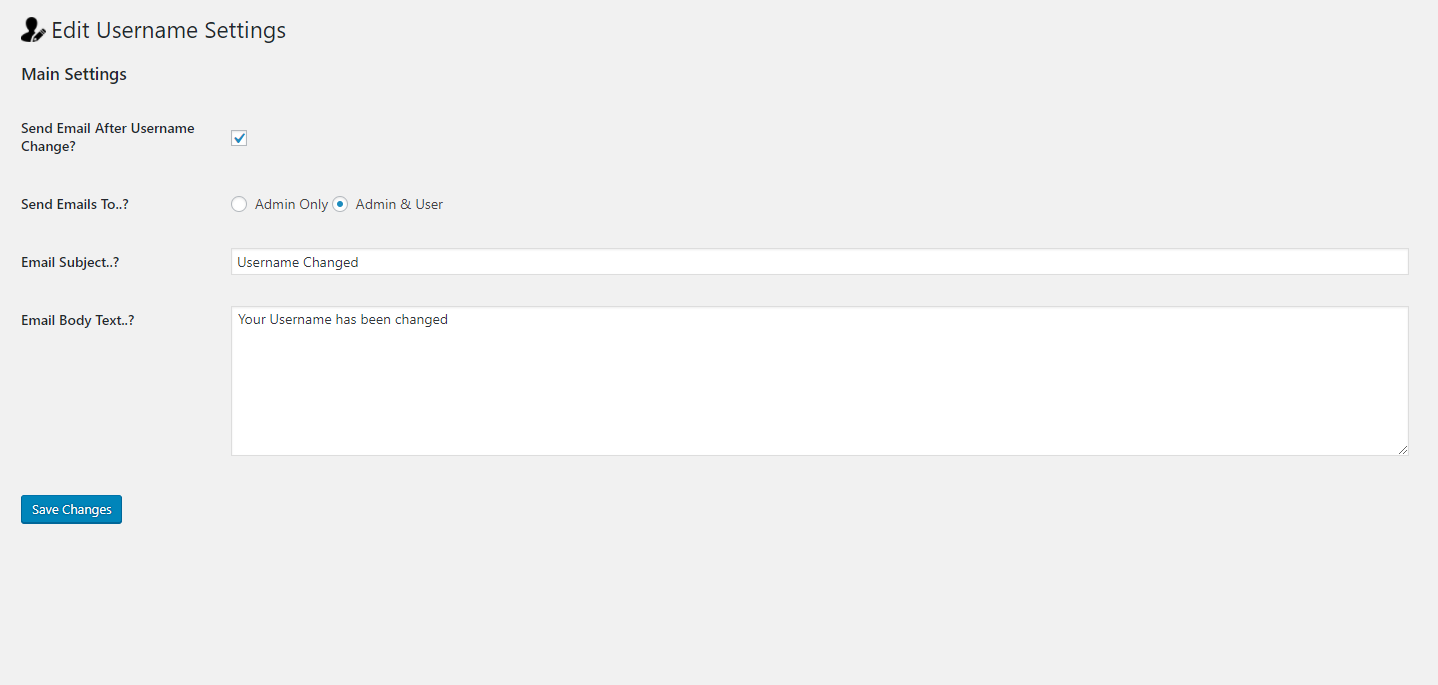 Edit Username Settings
Main Settings
Send Email After Username
Change?
Send Emails To..?
Admin Only Admin & User
Email Subject..?
Username Changed
Email Body Text..?
Your Username has been changed
Save Changes